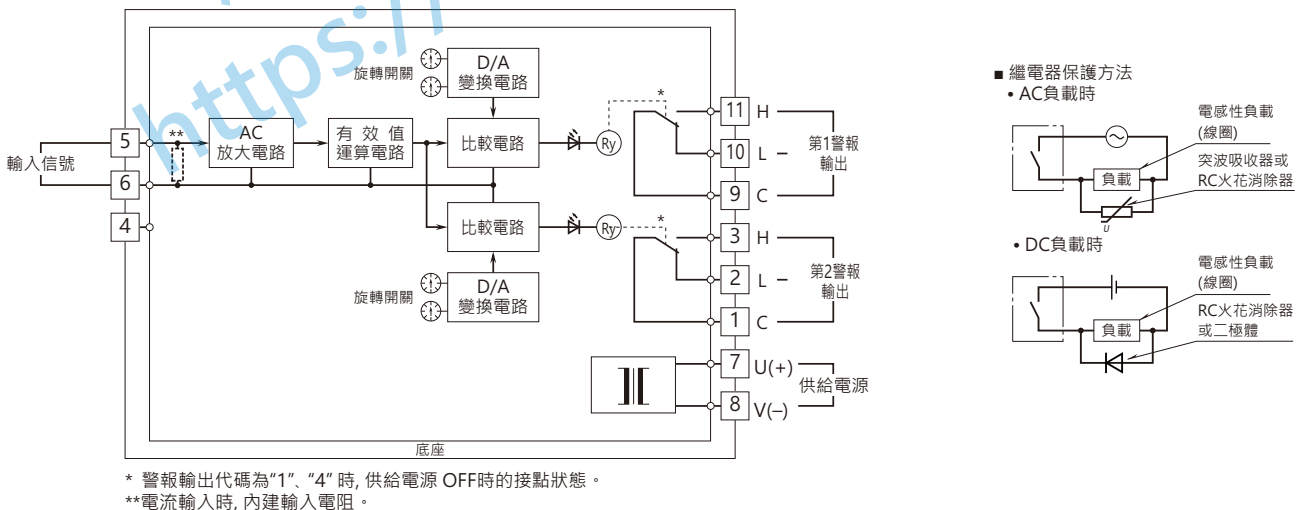 https://
旋轉開關
D/A
變換電路
輸入信號
5
6
4
**
AC
放大電路
有效值
運算電路
比較電路
Ry
*
11 H
10 L
9 C
第1警報
輸出
比較電路
Ry
*
3 H
2 L
1 C
第2警報
輸出
旋轉開關
D/A
變換電路
7 U(+)
8 V(–)
供給電源
底座
* 警報輸出代碼為“1”、“4” 時, 供給電源 OFF時的接點狀態。
**電流輸入時, 內建輸入電阻。
■ 繼電器保護方法
• AC負載時
電感性負載
(線圈)
突波吸收器或
RC火花消除器
負載
U
• DC負載時
電感性負載
(線圈)
RC火花消除器
或二極體
負載